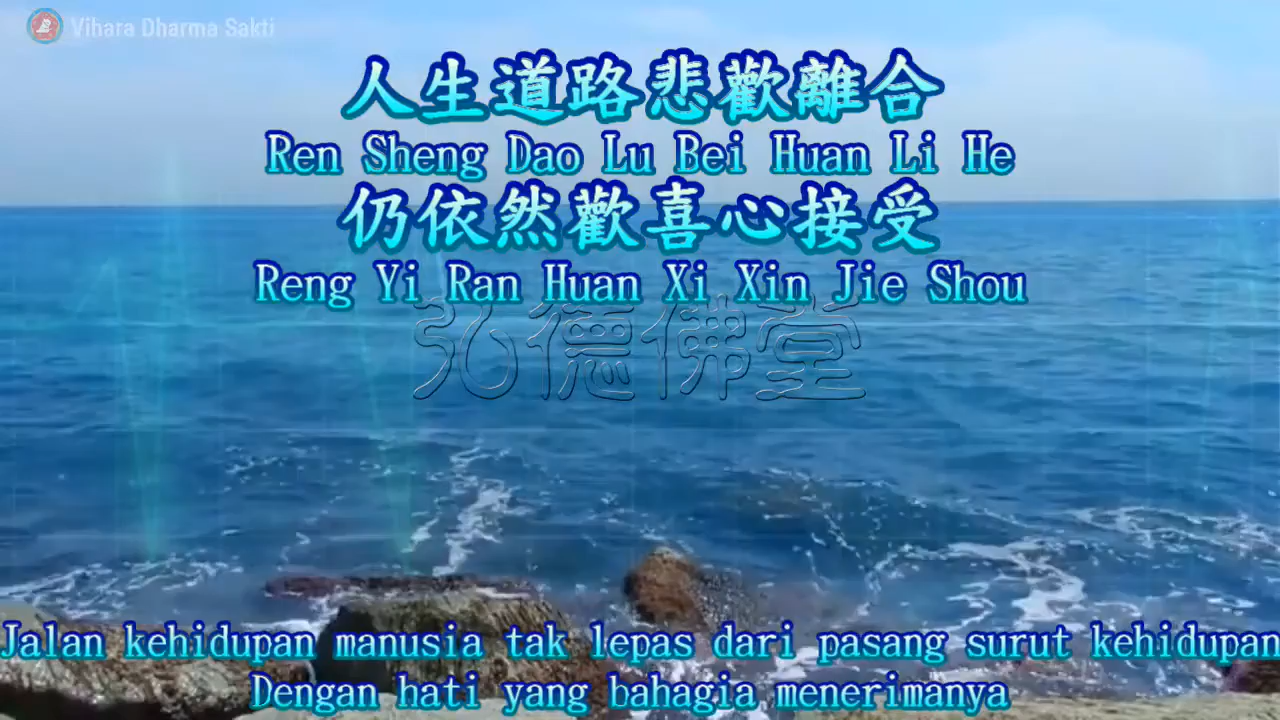 Vihara Dharma Sakti
人生道路悲歡離合
Ren Sheng Dao Lu Bei Huan Li He
仍依然歡喜心接受
Reng Yi Ran Huan Xi Xin Jie Shou
弘德佛堂
Jalan kehidupan manusia tak lepas dari pasang surut kehidupan
Dengan hati yang bahagia menerimanya